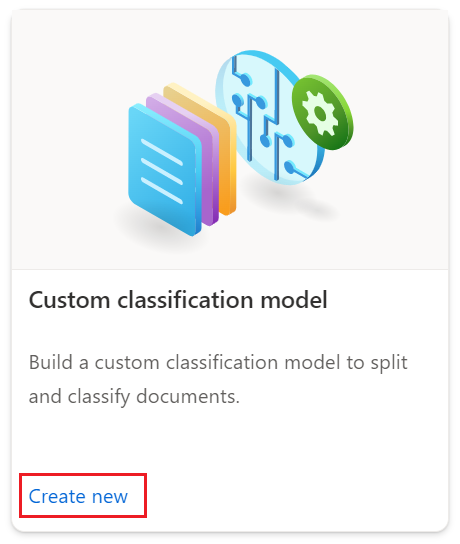 Custom classification model
Build a custom classification model to split
and classify documents.
Create new